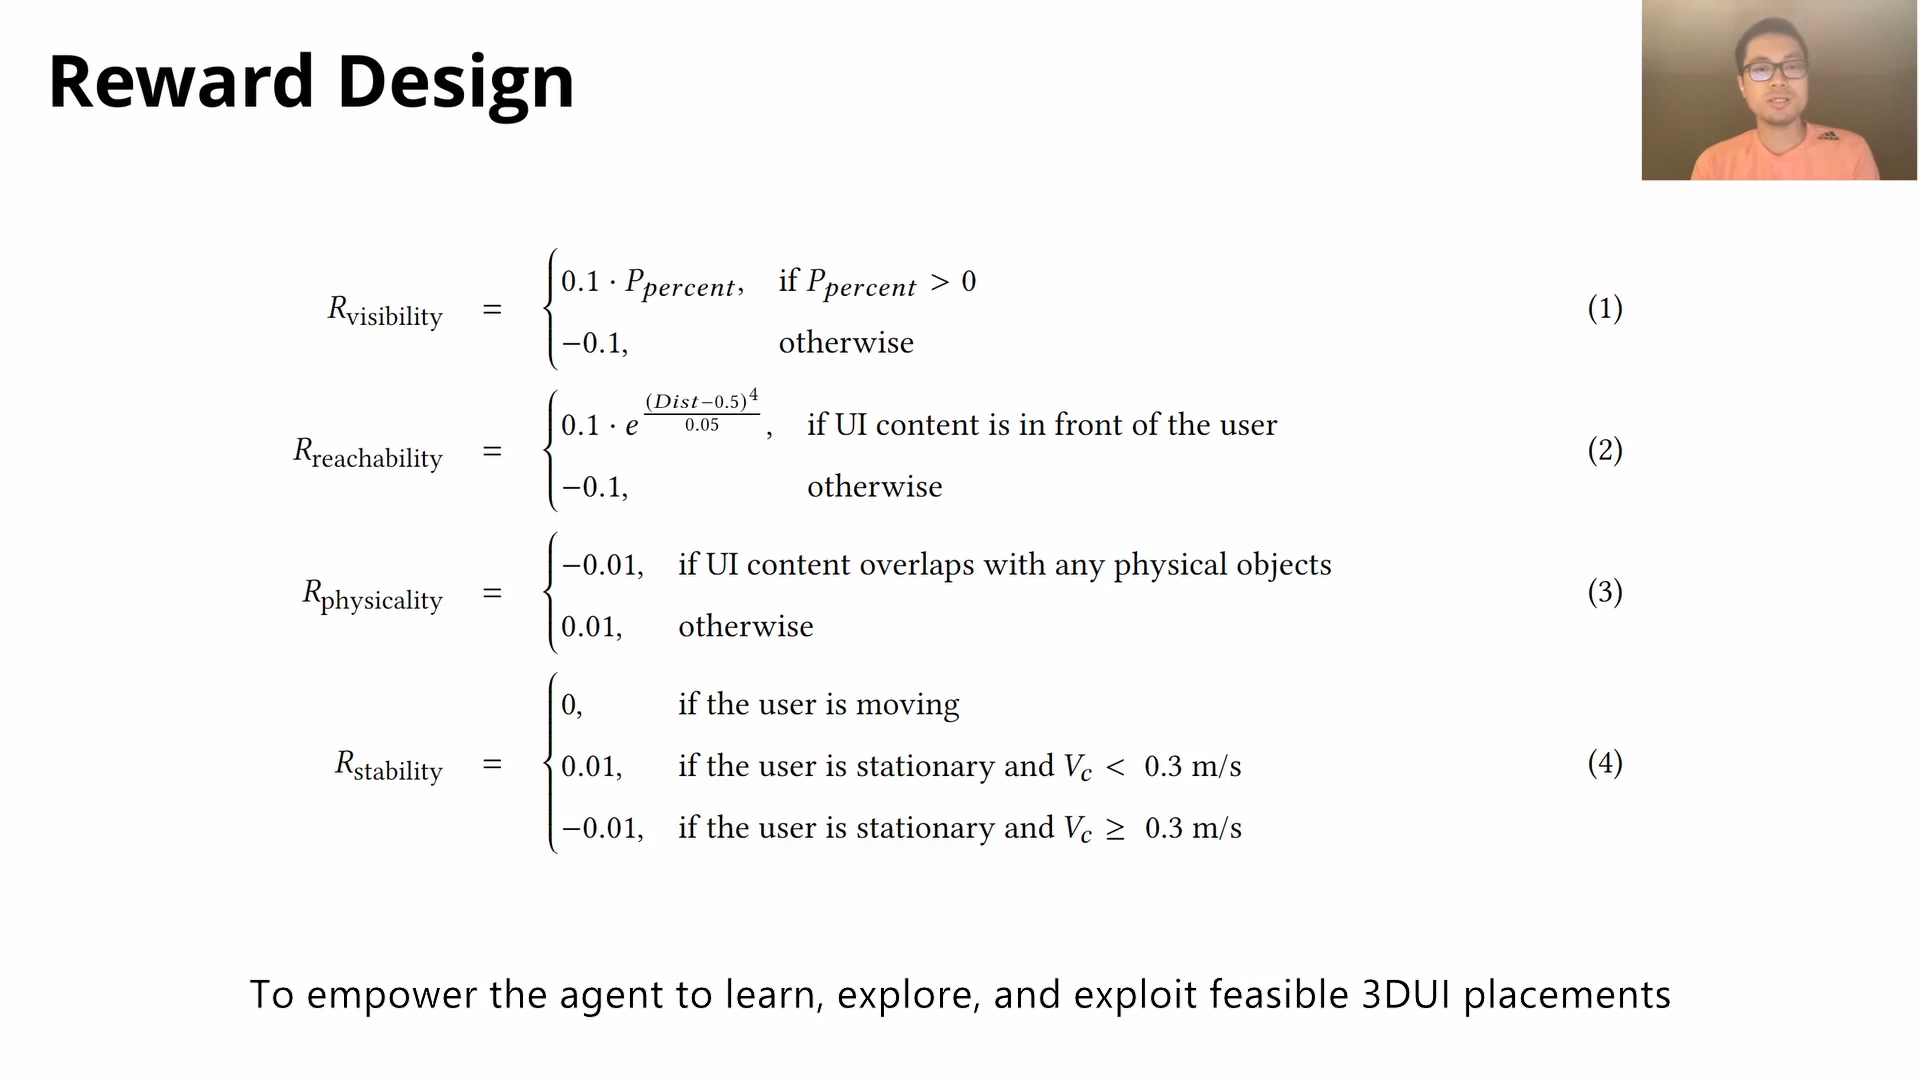 Reward Design
R_visibility = { 0.1 · P_percent, if P_percent > 0
−0.1, otherwise (1)
R_reachability = { 0.1 · e^((Dist−0.5)^4 / 0.05), if UI content is in front of the user
−0.1, otherwise (2)
R_physicality = { −0.01, if UI content overlaps with any physical objects
0.01, otherwise (3)
R_stability = { 0, if the user is moving
0.01, if the user is stationary and V_c < 0.3 m/s
−0.01, if the user is stationary and V_c ≥ 0.3 m/s (4)
To empower the agent to learn, explore, and exploit feasible 3DUI placements